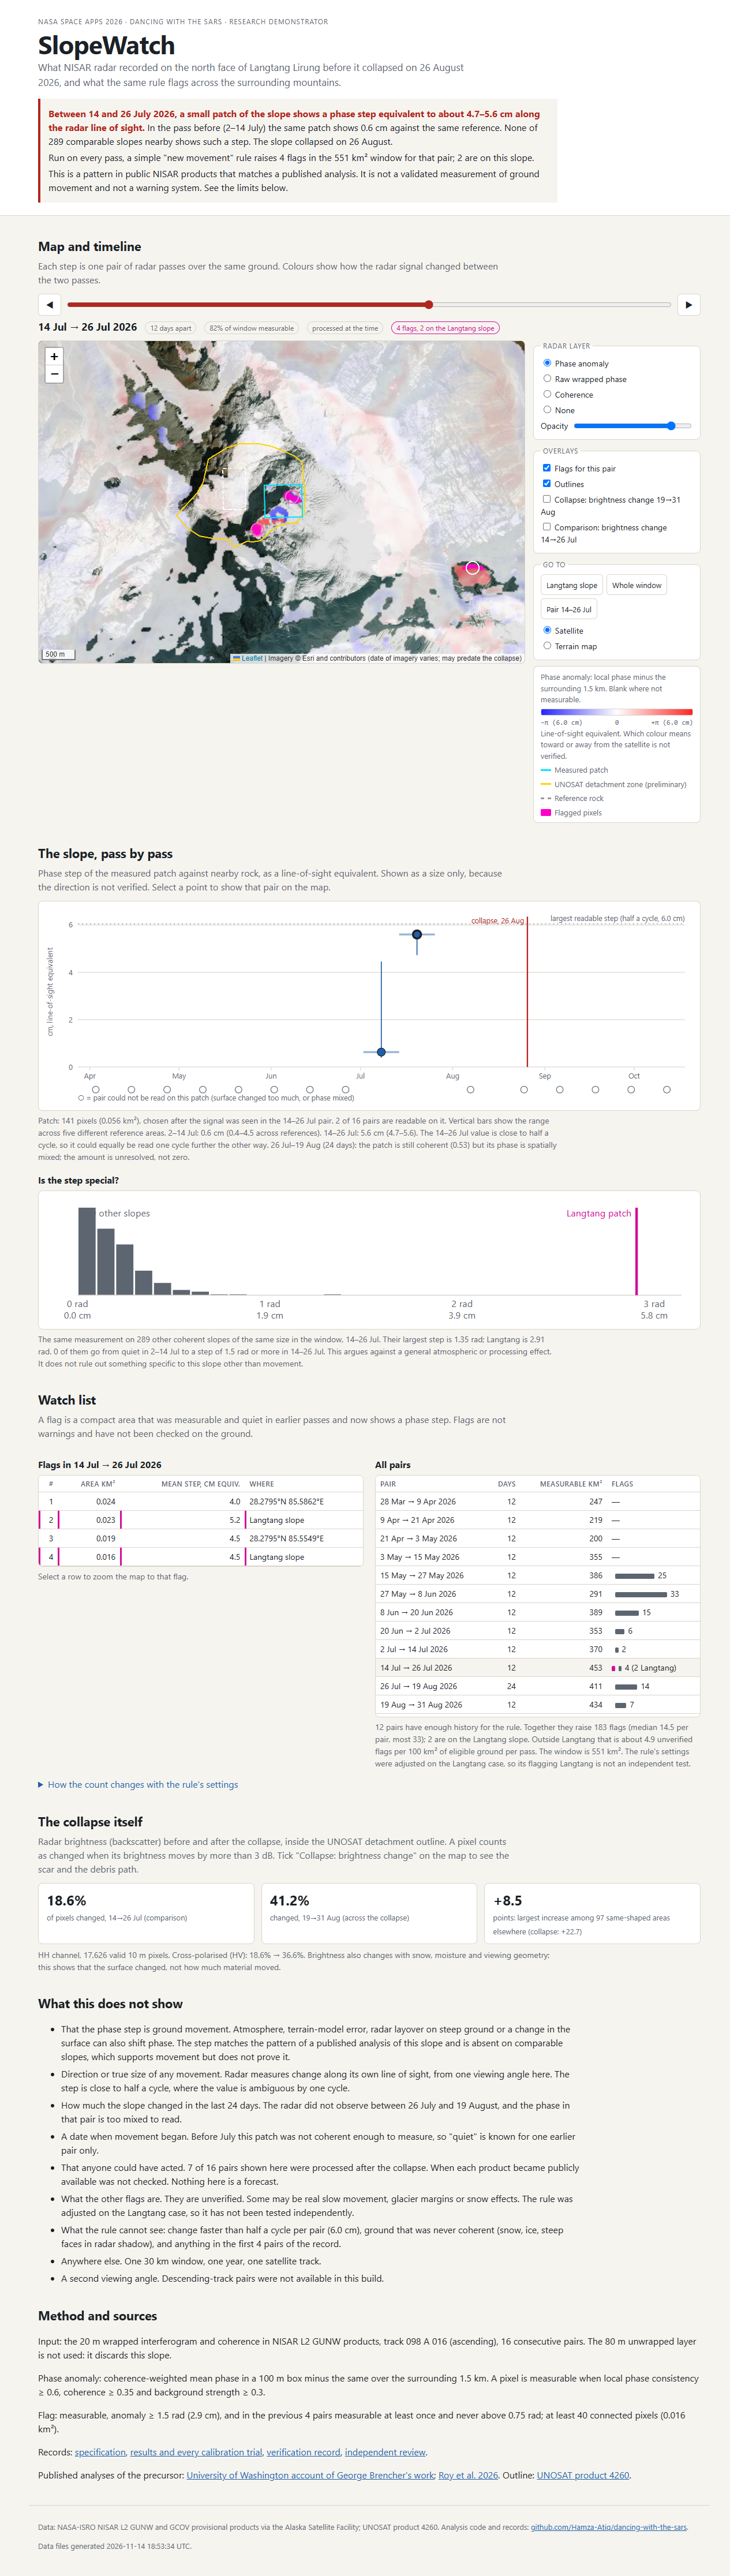 NASA SPACE APPS 2026 · DANCING WITH THE SARS · RESEARCH DEMONSTRATOR
SlopeWatch
What NISAR radar recorded on the north face of Langtang Lirung before it collapsed on 26 August
2026, and what the same rule flags across the surrounding mountains.
Between 14 and 26 July 2026, a small patch of the slope shows a phase step equivalent to about 4.7–5.6 cm along
the radar line of sight. In the pass before (2–14 July) the same patch shows 0.6 cm against the same reference. None of
289 comparable slopes nearby shows such a step. The slope collapsed on 26 August.
Run on every pass, a simple "new movement" rule raises 4 flags in the 551 km² window for that pair; 2 are on this slope.
This is a pattern in public NISAR products that matches a published analysis. It is not a validated measurement of ground
movement and not a warning system. See the limits below.
Map and timeline
Each step is one pair of radar passes over the same ground. Colours show how the radar signal changed between
the two passes.
◀
▶
14 Jul → 26 Jul 2026
12 days apart
82% of window measurable
processed at the time
4 flags, 2 on the Langtang slope
+
−
500 m
Leaflet | Imagery © Esri and contributors (date of imagery varies; may predate the collapse)
RADAR LAYER
Phase anomaly
Raw wrapped phase
Coherence
None
Opacity
OVERLAYS
Flags for this pair
Outlines
Collapse: brightness change 19→31
Aug
Comparison: brightness change
14→26 Jul
GO TO
Langtang slope
Whole window
Pair 14–26 Jul
Satellite
Terrain map
Phase anomaly: local phase minus the
surrounding 1.5 km. Blank where not
measurable.
−π (6.0 cm) 0 +π (6.0 cm)
Line-of-sight equivalent. Which colour means
toward or away from the satellite is not
verified.
Measured patch
UNOSAT detachment zone (preliminary)
Reference rock
Flagged pixels
The slope, pass by pass
Phase step of the measured patch against nearby rock, as a line-of-sight equivalent. Shown as a size only, because
the direction is not verified. Select a point to show that pair on the map.
collapse, 26 Aug
largest readable step (half a cycle, 6.0 cm)
cm, line-of-sight equivalent
6
4
2
0
Apr May Jun Jul Aug Sep Oct
○ = pair could not be read on this patch (surface changed too much, or phase mixed)
Patch: 141 pixels (0.056 km²), chosen after the signal was seen in the 14–26 Jul pair. 2 of 16 pairs are readable on it. Vertical bars show the range
across five different reference areas. 2–14 Jul: 0.6 cm (0.4–4.5 across references). 14–26 Jul: 5.6 cm (4.7–5.6). The 14–26 Jul value is close to half a
cycle, so it could equally be read one cycle further the other way. 26 Jul–19 Aug (24 days): the patch is still coherent (0.53) but its phase is spatially
mixed; the amount is unresolved, not zero.
Is the step special?
other slopes
Langtang patch
0 rad 1 rad 2 rad 3 rad
0.0 cm 1.9 cm 3.9 cm 5.8 cm
The same measurement on 289 other coherent slopes of the same size in the window, 14–26 Jul. Their largest step is 1.35 rad; Langtang is 2.91
rad. 0 of them go from quiet in 2–14 Jul to a step of 1.5 rad or more in 14–26 Jul. This argues against a general atmospheric or processing effect.
It does not rule out something specific to this slope other than movement.
Watch list
A flag is a compact area that was measurable and quiet in earlier passes and now shows a phase step. Flags are not
warnings and have not been checked on the ground.
Flags in 14 Jul → 26 Jul 2026
# AREA KM² MEAN STEP, CM EQUIV. WHERE
1 0.024 4.0 28.2795°N 85.5862°E
2 0.023 5.2 Langtang slope
3 0.019 4.5 28.2795°N 85.5549°E
4 0.016 4.5 Langtang slope
Select a row to zoom the map to that flag.
All pairs
PAIR DAYS MEASURABLE KM² FLAGS
28 Mar → 9 Apr 2026 12 247 —
9 Apr → 21 Apr 2026 12 219 —
21 Apr → 3 May 2026 12 200 —
3 May → 15 May 2026 12 355 —
15 May → 27 May 2026 12 386 25
27 May → 8 Jun 2026 12 291 33
8 Jun → 20 Jun 2026 12 389 15
20 Jun → 2 Jul 2026 12 353 6
2 Jul → 14 Jul 2026 12 370 2
14 Jul → 26 Jul 2026 12 453 4 (2 Langtang)
26 Jul → 19 Aug 2026 24 411 14
19 Aug → 31 Aug 2026 12 434 7
12 pairs have enough history for the rule. Together they raise 183 flags (median 14.5 per
pair, most 33); 2 are on the Langtang slope. Outside Langtang that is about 4.9 unverified
flags per 100 km² of eligible ground per pass. The window is 551 km². The rule's settings
were adjusted on the Langtang case, so its flagging Langtang is not an independent test.
▶ How the count changes with the rule's settings
The collapse itself
Radar brightness (backscatter) before and after the collapse, inside the UNOSAT detachment outline. A pixel counts
as changed when its brightness moves by more than 3 dB. Tick "Collapse: brightness change" on the map to see the
scar and the debris path.
18.6%
of pixels changed, 14→26 Jul (comparison)
41.2%
changed, 19→31 Aug (across the collapse)
+8.5
points: largest increase among 97 same-shaped areas
elsewhere (collapse: +22.7)
HH channel, 17,626 valid 10 m pixels. Cross-polarised (HV): 18.6% → 36.6%. Brightness also changes with snow, moisture and viewing geometry;
this shows that the surface changed, not how much material moved.
What this does not show
• That the phase step is ground movement. Atmosphere, terrain-model error, radar layover on steep ground or a change in the
surface can also shift phase. The step matches the pattern of a published analysis of this slope and is absent on comparable
slopes, which supports movement but does not prove it.
• Direction or true size of any movement. Radar measures change along its own line of sight, from one viewing angle here. The
step is close to half a cycle, where the value is ambiguous by one cycle.
• How much the slope changed in the last 24 days. The radar did not observe between 26 July and 19 August, and the phase in
that pair is too mixed to read.
• A date when movement began. Before July this patch was not coherent enough to measure, so "quiet" is known for one earlier
pair only.
• That anyone could have acted. 7 of 16 pairs shown here were processed after the collapse. When each product became publicly
available was not checked. Nothing here is a forecast.
• What the other flags are. They are unverified. Some may be real slow movement, glacier margins or snow effects. The rule was
adjusted on the Langtang case, so it has not been tested independently.
• What the rule cannot see: change faster than half a cycle per pair (6.0 cm), ground that was never coherent (snow, ice, steep
faces in radar shadow), and anything in the first 4 pairs of the record.
• Anywhere else. One 30 km window, one year, one satellite track.
• A second viewing angle. Descending-track pairs were not available in this build.
Method and sources
Input: the 20 m wrapped interferogram and coherence in NISAR L2 GUNW products, track 098 A 016 (ascending), 16 consecutive pairs. The 80 m unwrapped layer
is not used: it discards this slope.
Phase anomaly: coherence-weighted mean phase in a 100 m box minus the same over the surrounding 1.5 km. A pixel is measurable when local phase consistency
≥ 0.6, coherence ≥ 0.35 and background strength ≥ 0.3.
Flag: measurable, anomaly ≥ 1.5 rad (2.9 cm), and in the previous 4 pairs measurable at least once and never above 0.75 rad; at least 40 connected pixels (0.016
km²).
Records: specification, results and every calibration trial, verification record, independent review.
Published analyses of the precursor: University of Washington account of George Brencher's work; Roy et al. 2026. Outline: UNOSAT product 4260.
Data: NASA-ISRO NISAR L2 GUNW and GCOV provisional products via the Alaska Satellite Facility; UNOSAT product 4260. Analysis code and records: github.com/Hamza-Atiq/dancing-with-the-sars.
Data files generated 2026-11-14 18:53:34 UTC.